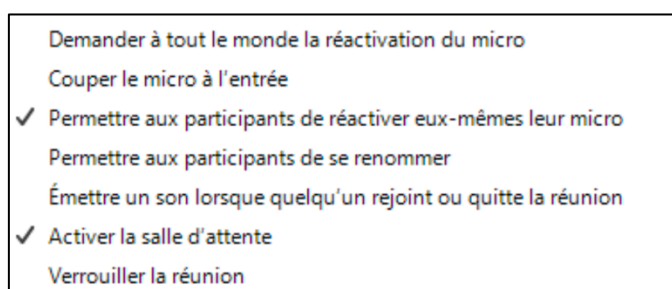 Demander à tout le monde la réactivation du micro
Couper le micro à l'entrée
✓ Permettre aux participants de réactiver eux-mêmes leur micro
Permettre aux participants de se renommer
Émettre un son lorsque quelqu'un rejoint ou quitte la réunion
✓ Activer la salle d'attente
Verrouiller la réunion